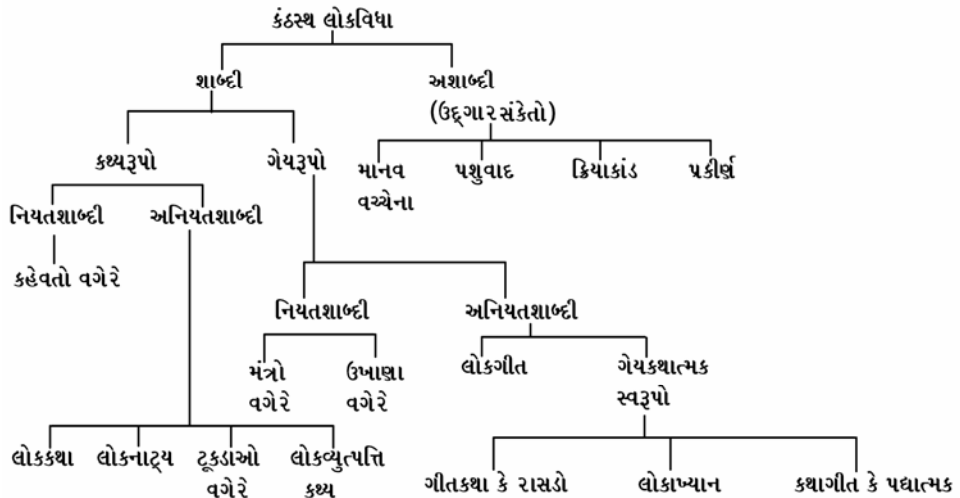 કંઠસ્થ લોકવિધા
શાબ્દી અશાબ્દી
(ઉદ્ગાર સંકેતો)
કથ્યરૂપો ગેયરૂપો માનવ વચ્ચેના પશુવાદ ક્રિયાકાંડ પ્રકીર્ણ
નિયતશાબ્દી અનિયતશાબ્દી
કહેવતો વગેરે
નિયતશાબ્દી અનિયતશાબ્દી
મંત્રો વગેરે ઉખાણા વગેરે લોકગીત ગેયકથાત્મક સ્વરૂપો
લોકકથા લોકનાટ્ય ટૂકડાઓ વગેરે લોકવ્યુત્પત્તિ કથ્ય
ગીતકથા કે રાસડો લોકાખ્યાન કથાગીત કે પદ્યાત્મક